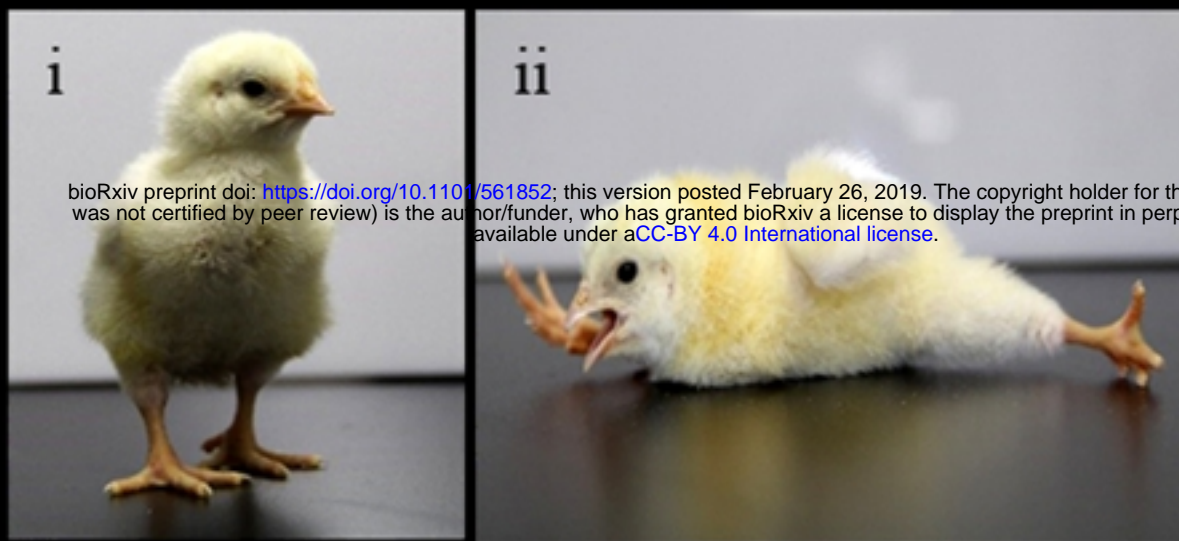 i
ii
bioRxiv preprint doi: https://doi.org/10.1101/561852; this version posted February 26, 2019. The copyright holder for
was not certified by peer review) is the author/funder, who has granted bioRxiv a license to display the preprint in
available under aCC-BY 4.0 International license.